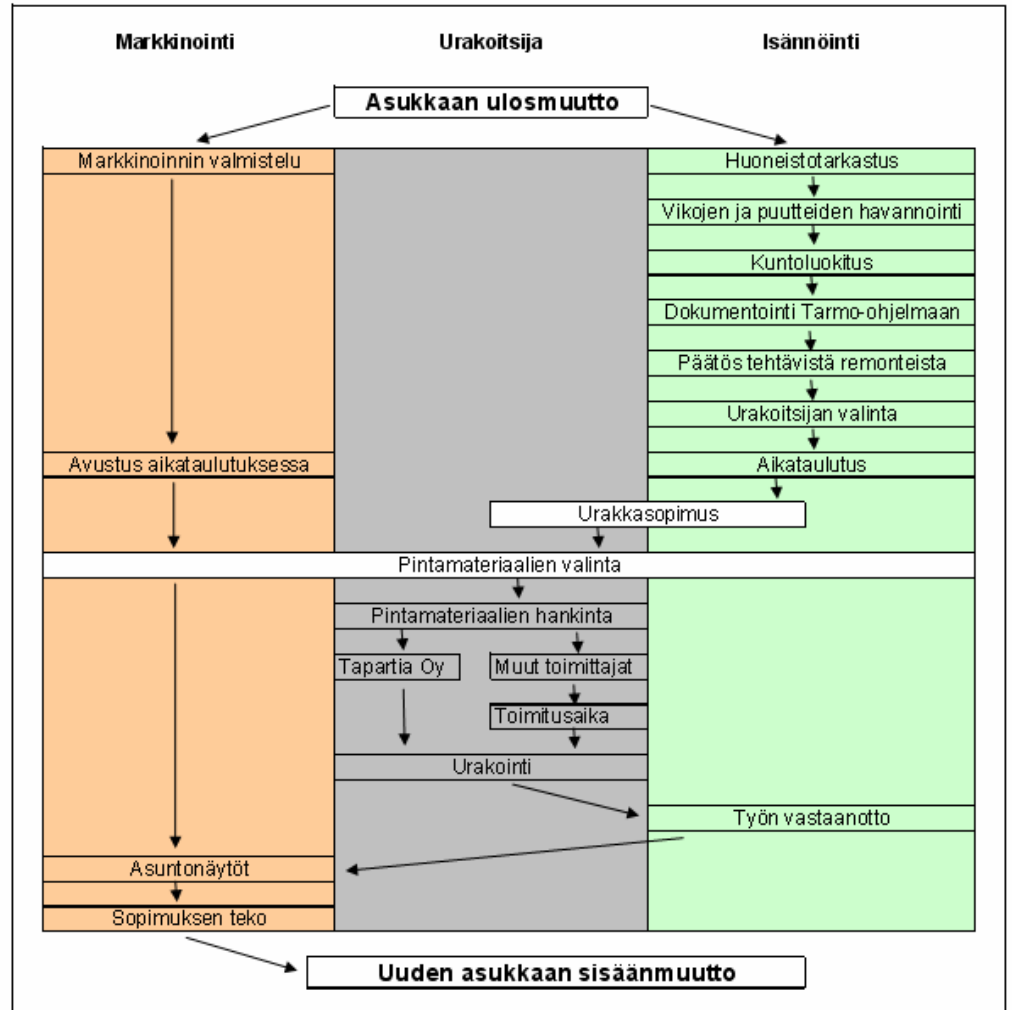 Markkinointi Urakoitsija Isännöinti
Asukkaan ulosmuutto
Markkinoinnin valmistelu Huoneistotarkastus
Vikojen ja puutteiden havannointi
Kuntoluokitus
Dokumentointi Tarmo-ohjelmaan
Päätös tehtävistä remonteista
Urakoitsijan valinta
Avustus aikataulutuksessa Aikataulutus
Urakkasopimus
Pintamateriaalien valinta
Pintamateriaalien hankinta
Tapartia Oy Muut toimittajat
Toimitusaika
Urakointi
Työn vastaanotto
Asuntonäytöt
Sopimuksen teko
Uuden asukkaan sisäänmuutto